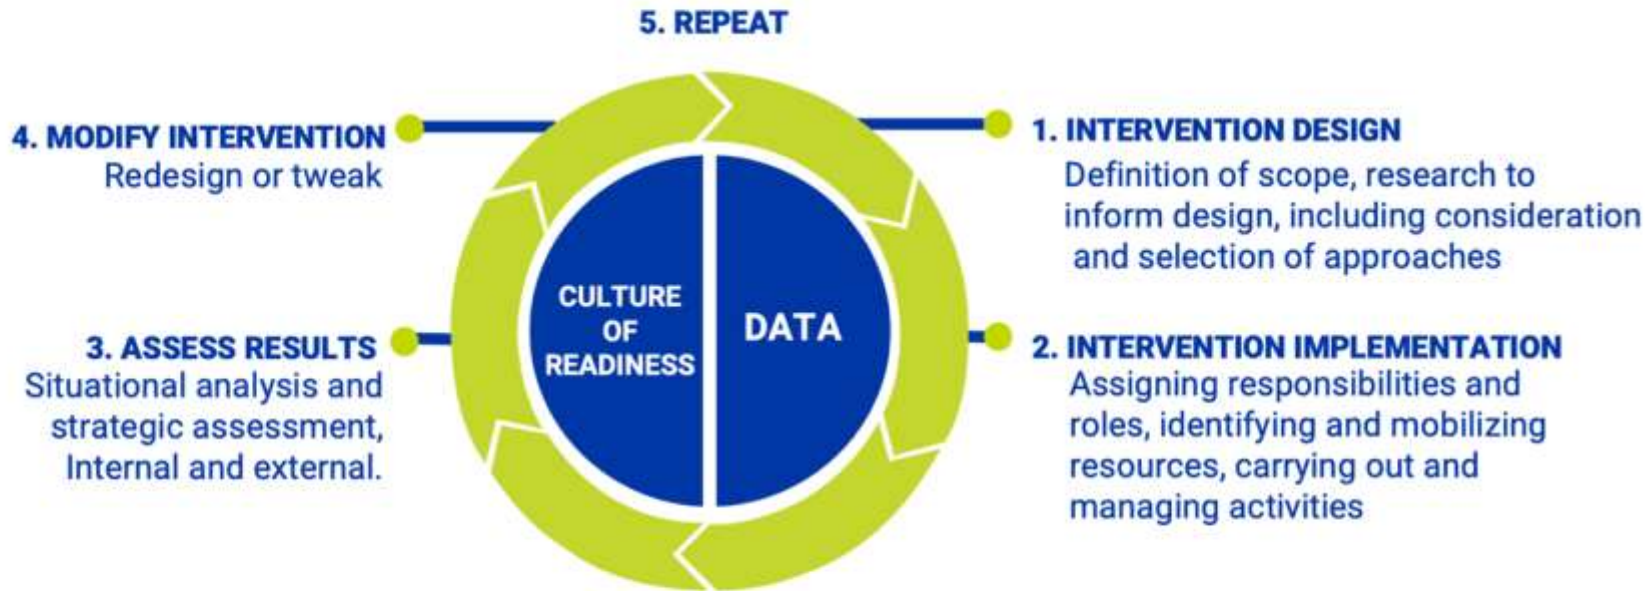 5. REPEAT
1. INTERVENTION DESIGN
Definition of scope, research to
inform design, including consideration
and selection of approaches
2. INTERVENTION IMPLEMENTATION
Assigning responsibilities and
roles, identifying and mobilizing
resources, carrying out and
managing activities
3. ASSESS RESULTS
Situational analysis and
strategic assessment,
Internal and external.
4. MODIFY INTERVENTION
Redesign or tweak
CULTURE
OF
READINESS
DATA